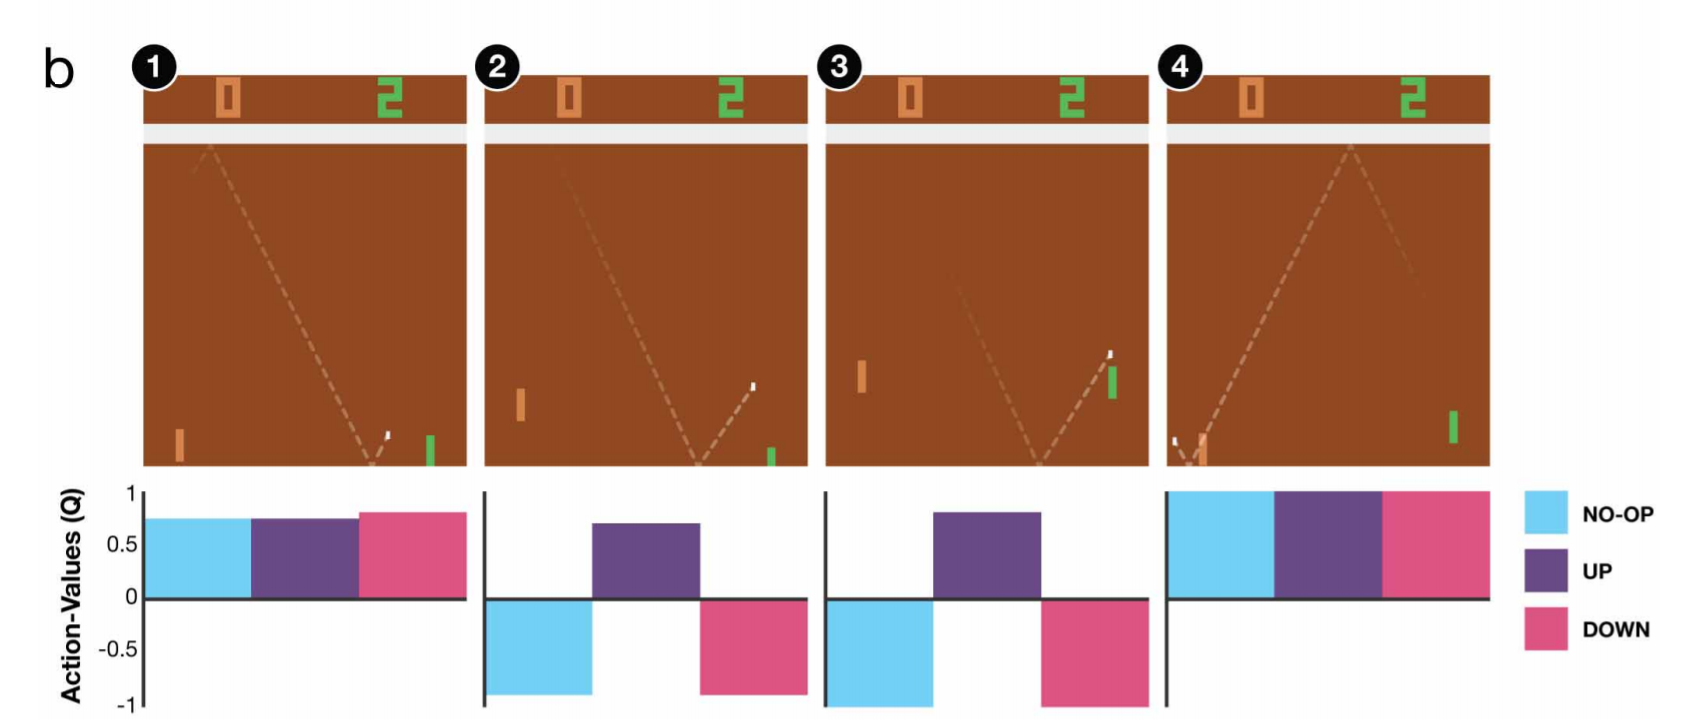 b
1 2 3 4
0 2 0 2 0 2 0 2
1
0.5
0
-0.5
-1
Action-Values (Q)
NO-OP
UP
DOWN